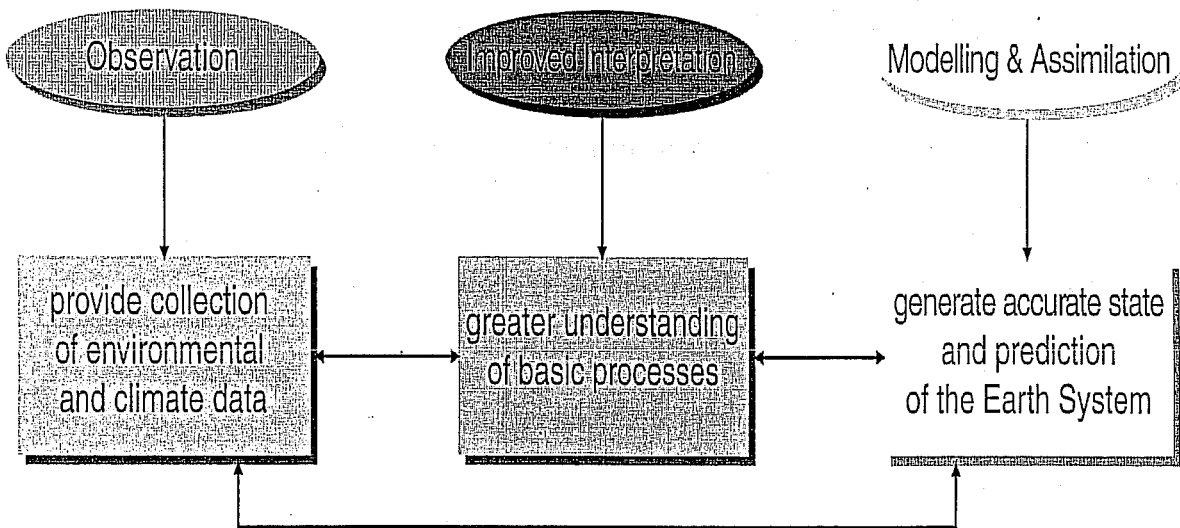 Observation
Improved Interpretation
Modelling & Assimilation
provide collection
of environmental
and climate data
greater understanding
of basic processes
generate accurate state
and prediction
of the Earth System